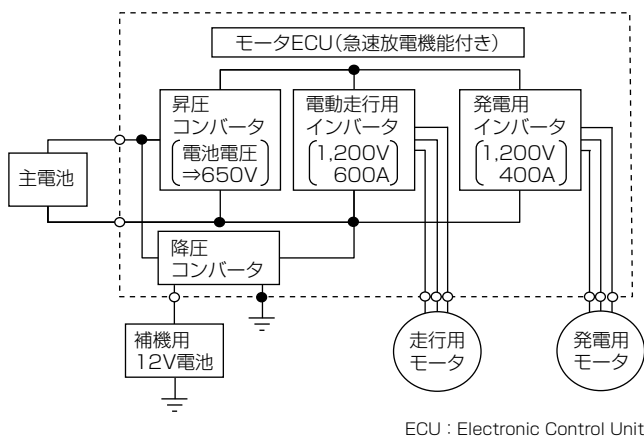 モータECU（急速放電機能付き）
昇圧
コンバータ
電池電圧
⇒650V
電動走行用
インバータ
1,200V
600A
発電用
インバータ
1,200V
400A
主電池
降圧
コンバータ
補機用
12V電池
走行用
モータ
発電用
モータ
ECU：Electronic Control Unit